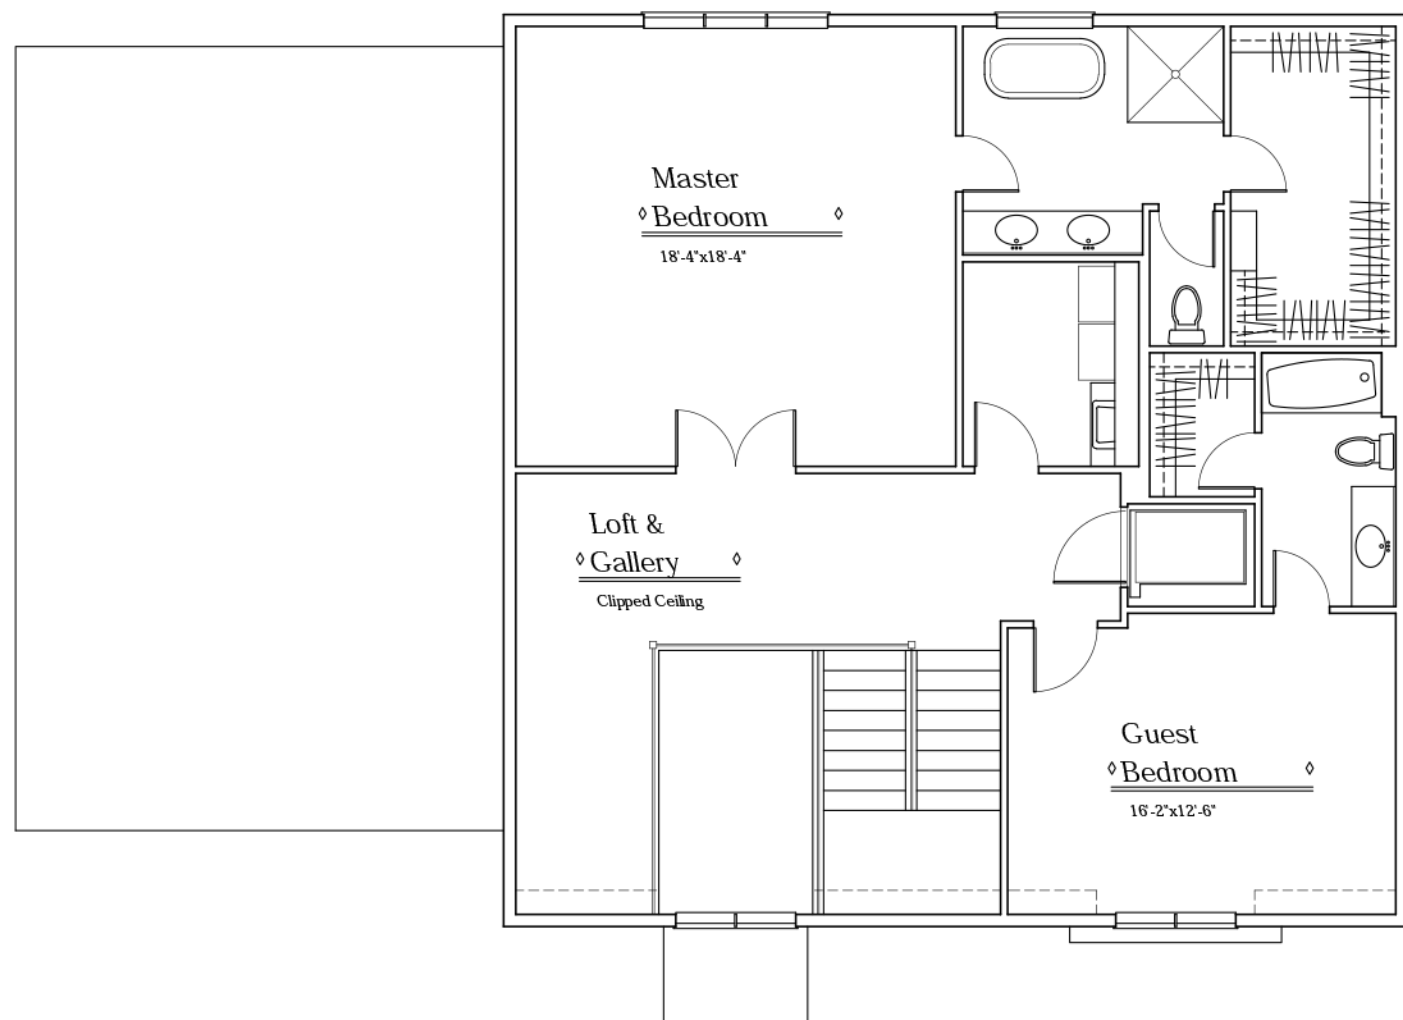 Master
Bedroom
18'-4"x18'-4"
Loft &
Gallery
Clipped Ceiling
Guest
Bedroom
16'-2"x12'-6"